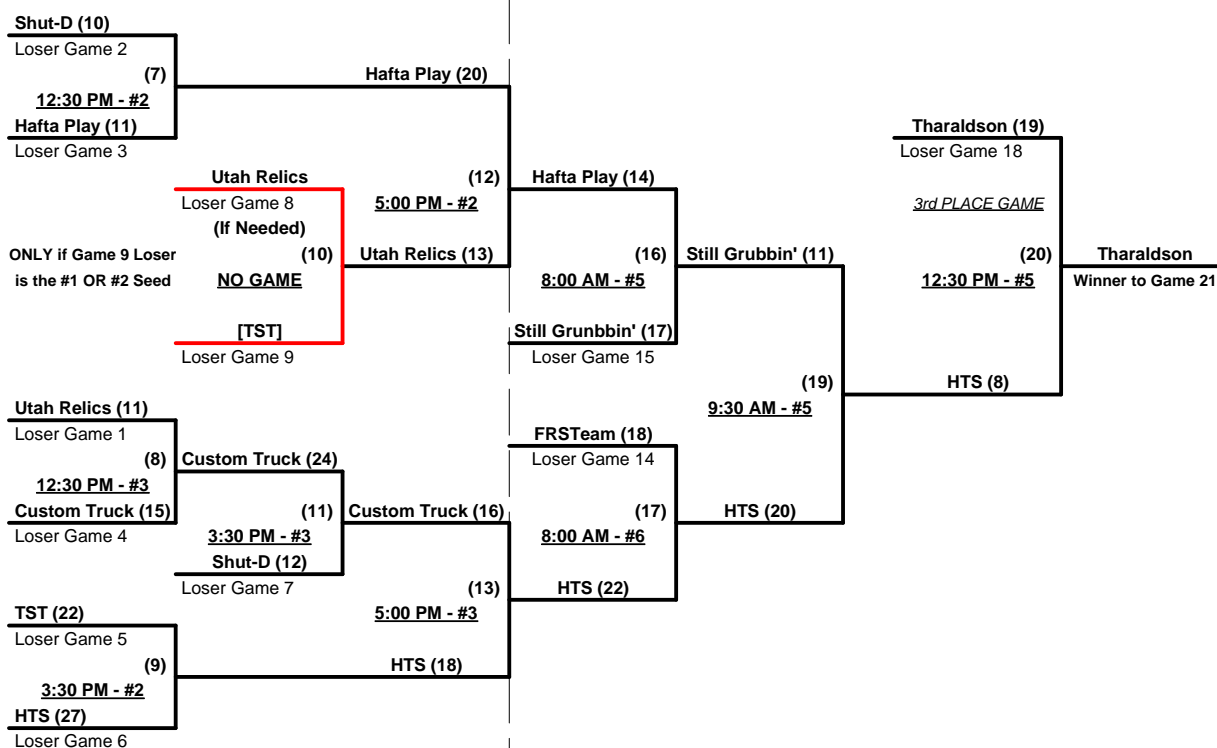 Shut-D (10)
Loser Game 2
(7)
12:30 PM - #2
Hafta Play (11)
Loser Game 3
Hafta Play (20)
Utah Relics
Loser Game 8
(If Needed)
ONLY if Game 9 Loser
is the #1 OR #2 Seed
(10)
NO GAME
[TST]
Loser Game 9
(12)
5:00 PM - #2
Utah Relics (13)
Hafta Play (14)
(16)
8:00 AM - #5
Still Grunbbin' (17)
Loser Game 15
Still Grubbin' (11)
Utah Relics (11)
Loser Game 1
(8)
12:30 PM - #3
Custom Truck (15)
Loser Game 4
Custom Truck (24)
(11)
3:30 PM - #3
Shut-D (12)
Loser Game 7
Custom Truck (16)
TST (22)
Loser Game 5
(9)
3:30 PM - #2
HTS (27)
Loser Game 6
(13)
5:00 PM - #3
HTS (18)
FRSTeam (18)
Loser Game 14
(17)
8:00 AM - #6
HTS (22)
HTS (20)
(19)
9:30 AM - #5
Tharaldson (19)
Loser Game 18
3rd PLACE GAME
(20)
12:30 PM - #5
HTS (8)
Tharaldson
Winner to Game 21